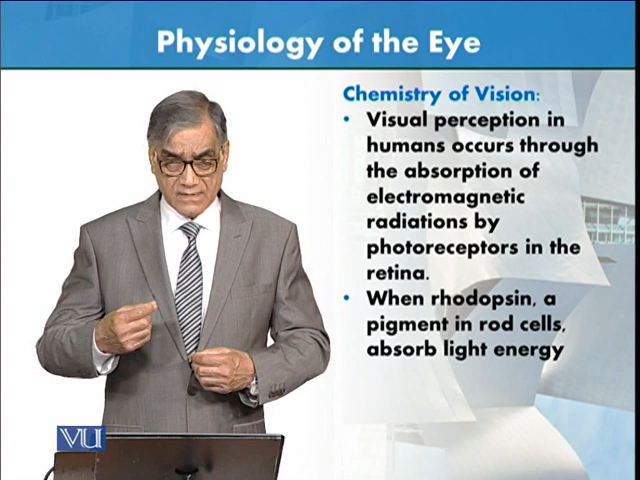 Physiology of the Eye
Chemistry of Vision:
• Visual perception in
humans occurs through
the absorption of
electromagnetic
radiations by
photoreceptors in the
retina.
• When rhodopsin, a
pigment in rod cells,
absorb light energy
VU